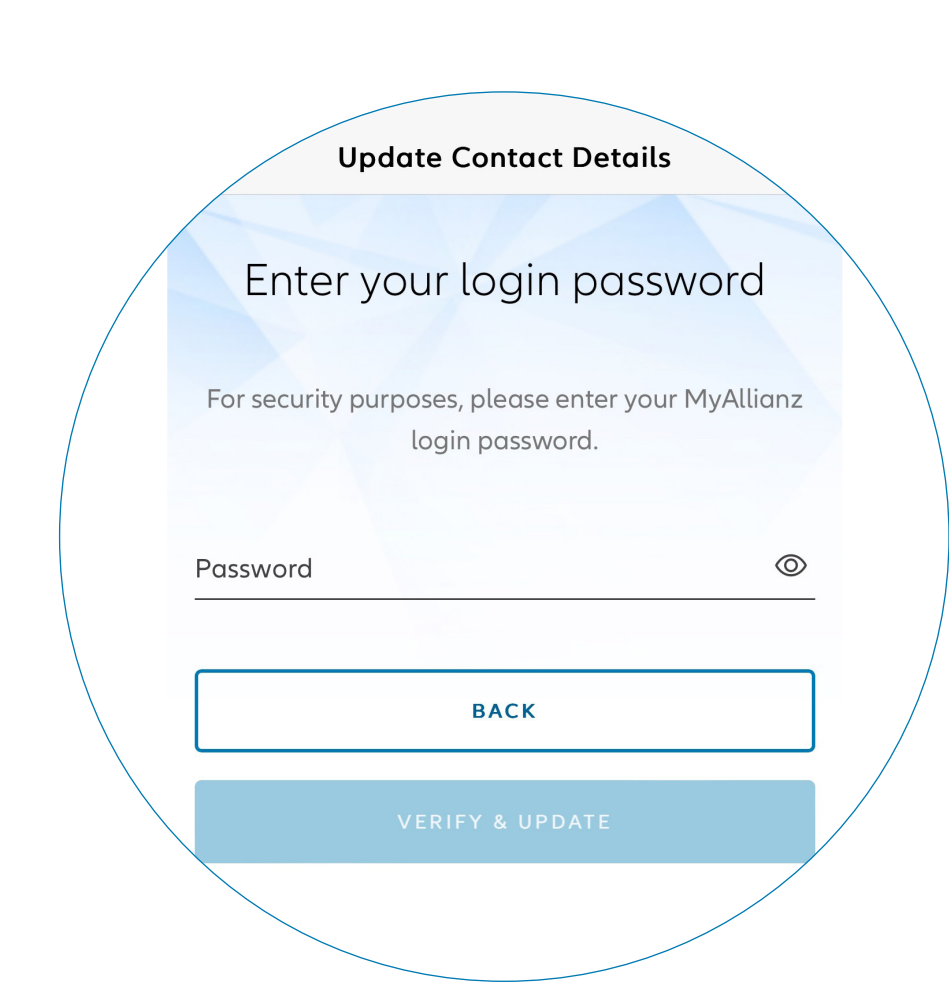 Update Contact Details
Enter your login password
For security purposes, please enter your MyAllianz
login password.
Password
BACK
VERIFY & UPDATE